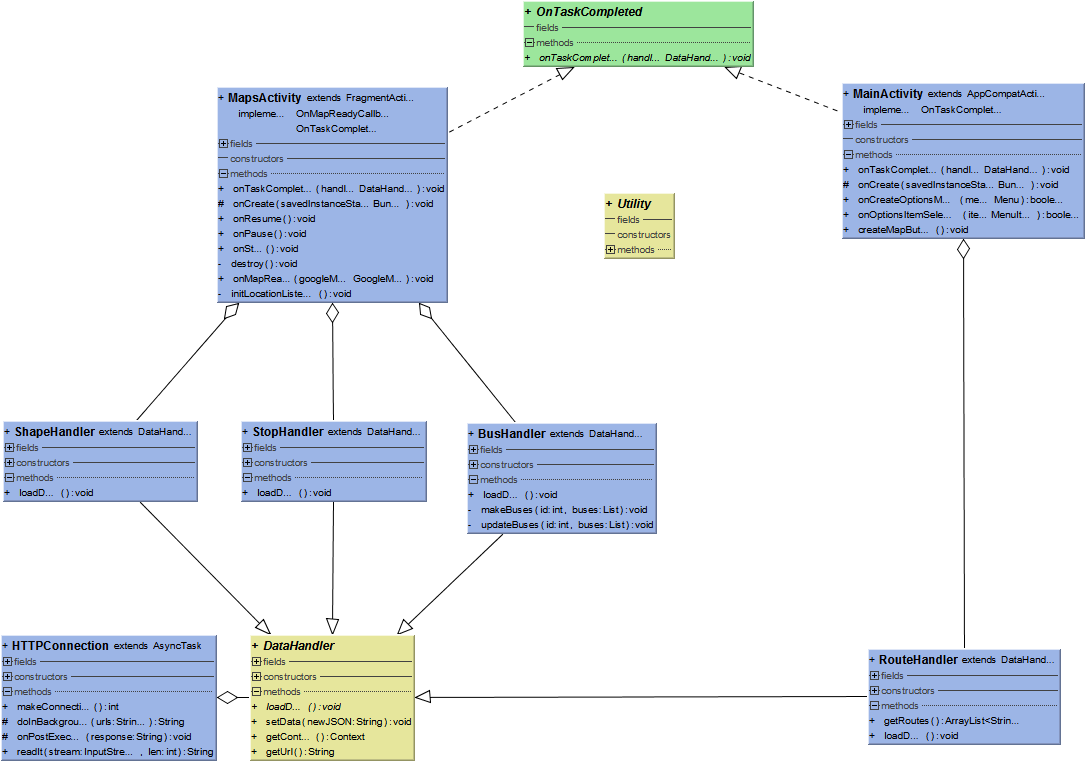 + OnTaskCompleted
fields
methods
+ onTaskComplet... (handl... DataHand... ):void
+ MapsActivity extends FragmentActi...
impleme... OnMapReadyCallb...
OnTaskComplet...
fields
constructors
methods
+ onTaskComplet... (handl... DataHand... ):void
# onCreate(savedInstanceSta... Bun... ):void
+ onResume():void
+ onPause():void
+ onSt... ():void
- destroy():void
+ onMapRea... (googleM... GoogleM... ):void
- initLocationListe... ():void
+ MainActivity extends AppCompatActi...
impleme... OnTaskComplet...
fields
constructors
methods
+ onTaskComplet... (handl... DataHand... ):void
# onCreate(savedInstanceSta... Bun... ):void
+ onCreateOptionsM... (me... Menu):boole...
+ onOptionsItemSele... (ite... MenuIt... ):boole...
+ createMapBut... ():void
+ Utility
fields
constructors
methods
+ ShapeHandler extends DataHand...
fields
constructors
methods
+ loadD... ():void
+ StopHandler extends DataHand...
fields
constructors
methods
+ loadD... ():void
+ BusHandler extends DataHand...
fields
constructors
methods
+ loadD... ():void
- makeBuses(id:int, buses:List):void
- updateBuses(id:int, buses:List):void
+ HTTPConnection extends AsyncTask
fields
constructors
methods
+ makeConnecti... ():int
# doInBackgrou... (urls:Strin... ):String
# onPostExec... (response:String):void
+ readIt(stream:InputStre... , len:int):String
+ DataHandler
fields
constructors
methods
+ loadD... ():void
+ setData(newJSON:String):void
+ getCont... ():Context
+ getUrl():String
+ RouteHandler extends DataHand...
fields
constructors
methods
+ getRoutes():ArrayList<Strin...
+ loadD... ():void